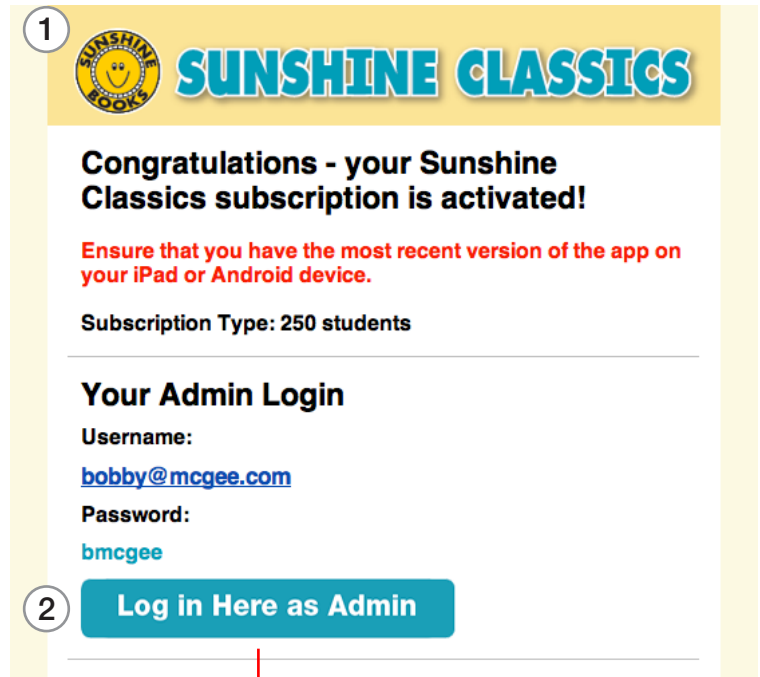 1
SUNSHINE
BOOKS
SUNSHINE CLASSICS
Congratulations - your Sunshine
Classics subscription is activated!
Ensure that you have the most recent version of the app on
your iPad or Android device.
Subscription Type: 250 students
Your Admin Login
Username:
bobby@mcgee.com
Password:
bmcgee
2
Log in Here as Admin